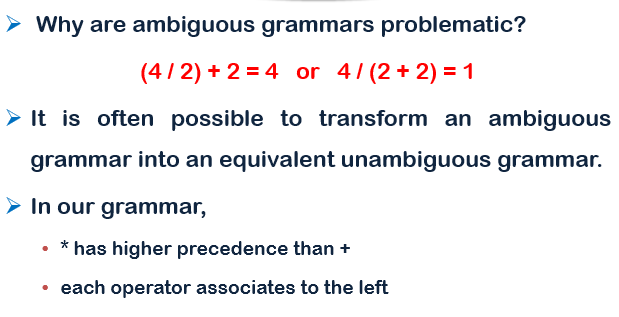 ➢ Why are ambiguous grammars problematic?
(4 / 2) + 2 = 4 or 4 / (2 + 2) = 1
➢ It is often possible to transform an ambiguous
grammar into an equivalent unambiguous grammar.
➢ In our grammar,
• * has higher precedence than +
• each operator associates to the left